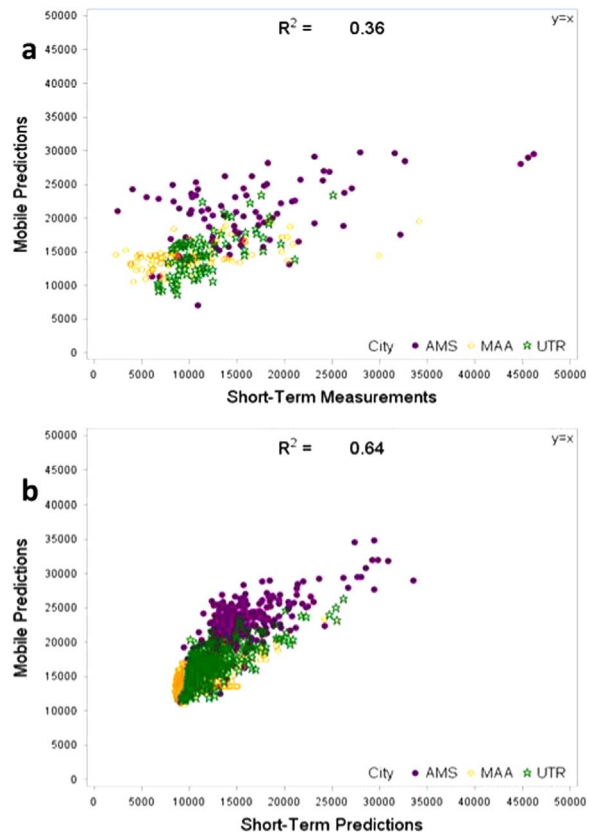 a
R² = 0.36
y=x
50000
45000
40000
35000
30000
25000
20000
15000
10000
5000
0
Mobile Predictions
City AMS MAA UTR
0 5000 10000 15000 20000 25000 30000 35000 40000 45000 50000
Short-Term Measurements
b
R² = 0.64
y=x
50000
45000
40000
35000
30000
25000
20000
15000
10000
5000
0
Mobile Predictions
City AMS MAA UTR
0 5000 10000 15000 20000 25000 30000 35000 40000 45000 50000
Short-Term Predictions